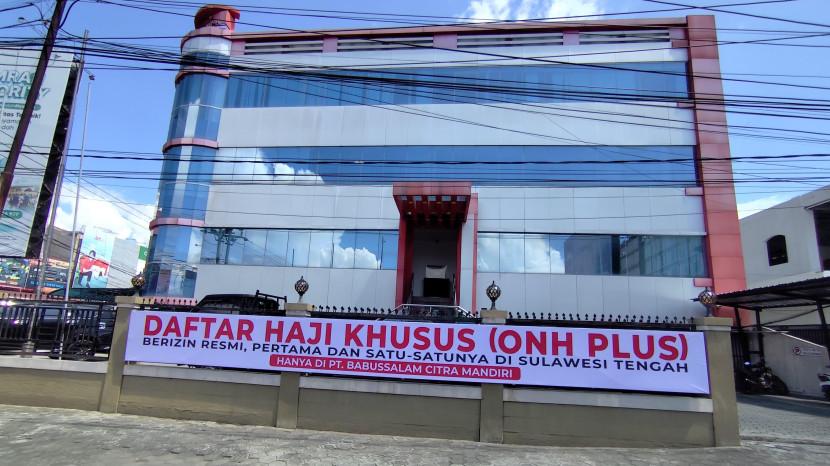 DAFTAR HAJI KHUSUS (ONH PLUS)
BERIZIN RESMI, PERTAMA DAN SATU-SATUNYA DI SULAWESI TENGAH
HANYA DI PT. BABUSSALAM CITRA MANDIRI